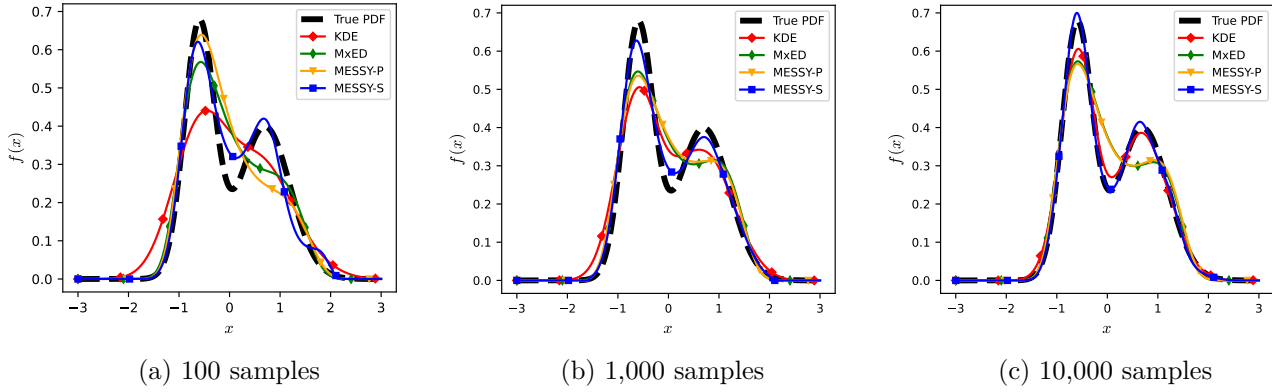 0.7
0.6
0.5
0.4
0.3
0.2
0.1
0.0
f(x)
−3 −2 −1 0 1 2 3
x
True PDF
KDE
MxED
MESSY-P
MESSY-S
(a) 100 samples
0.7
0.6
0.5
0.4
0.3
0.2
0.1
0.0
f(x)
−3 −2 −1 0 1 2 3
x
True PDF
KDE
MxED
MESSY-P
MESSY-S
(b) 1,000 samples
0.7
0.6
0.5
0.4
0.3
0.2
0.1
0.0
f(x)
−3 −2 −1 0 1 2 3
x
True PDF
KDE
MxED
MESSY-P
MESSY-S
(c) 10,000 samples